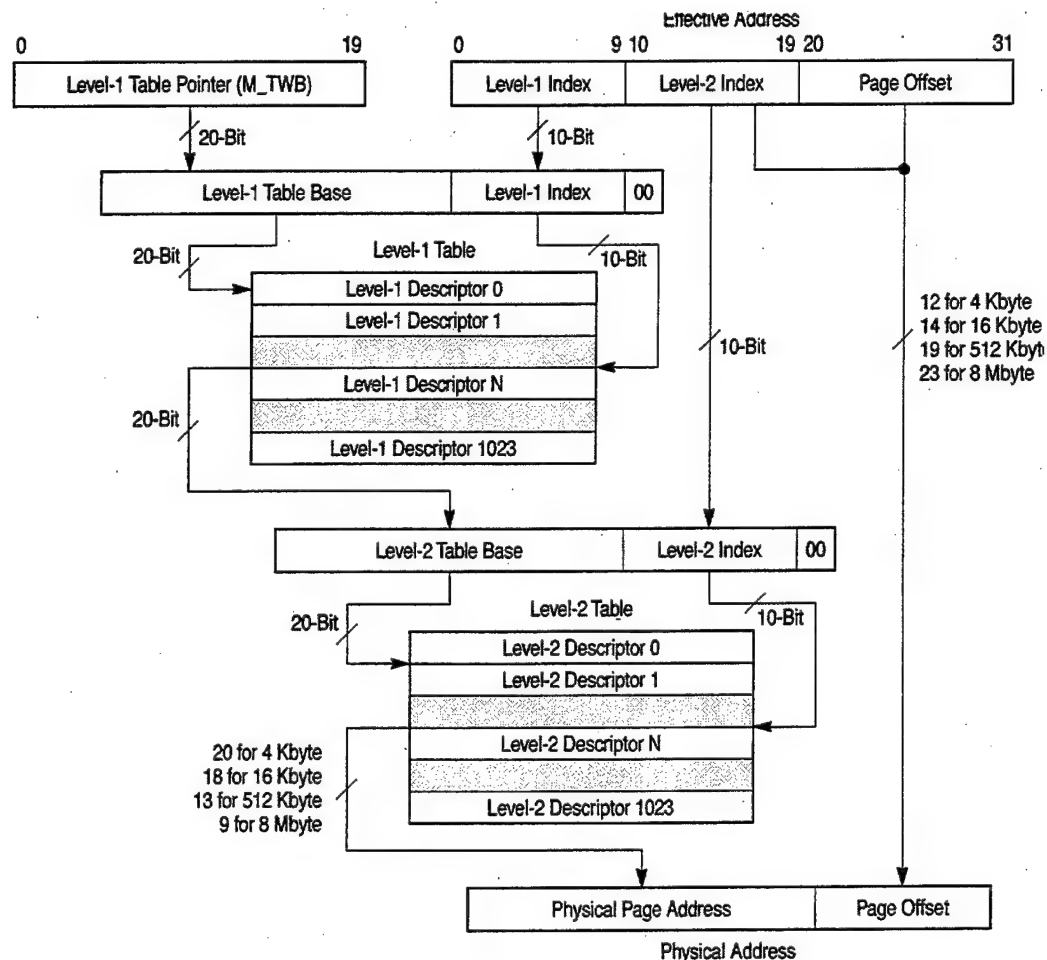 Effective Address
0 19 0 9 10 19 20 31
Level-1 Table Pointer (M_TWB) Level-1 Index Level-2 Index Page Offset
20-Bit 10-Bit
Level-1 Table Base Level-1 Index 00
20-Bit Level-1 Table 10-Bit
Level-1 Descriptor 0
Level-1 Descriptor 1
12 for 4 Kbyte
14 for 16 Kbyte
10-Bit 19 for 512 Kbyt
23 for 8 Mbyte
Level-1 Descriptor N
20-Bit
Level-1 Descriptor 1023
Level-2 Table Base Level-2 Index 00
20-Bit Level-2 Table 10-Bit
Level-2 Descriptor 0
Level-2 Descriptor 1
Level-2 Descriptor N
20 for 4 Kbyte
18 for 16 Kbyte
13 for 512 Kbyte
9 for 8 Mbyte
Level-2 Descriptor 1023
Physical Page Address Page Offset
Physical Address